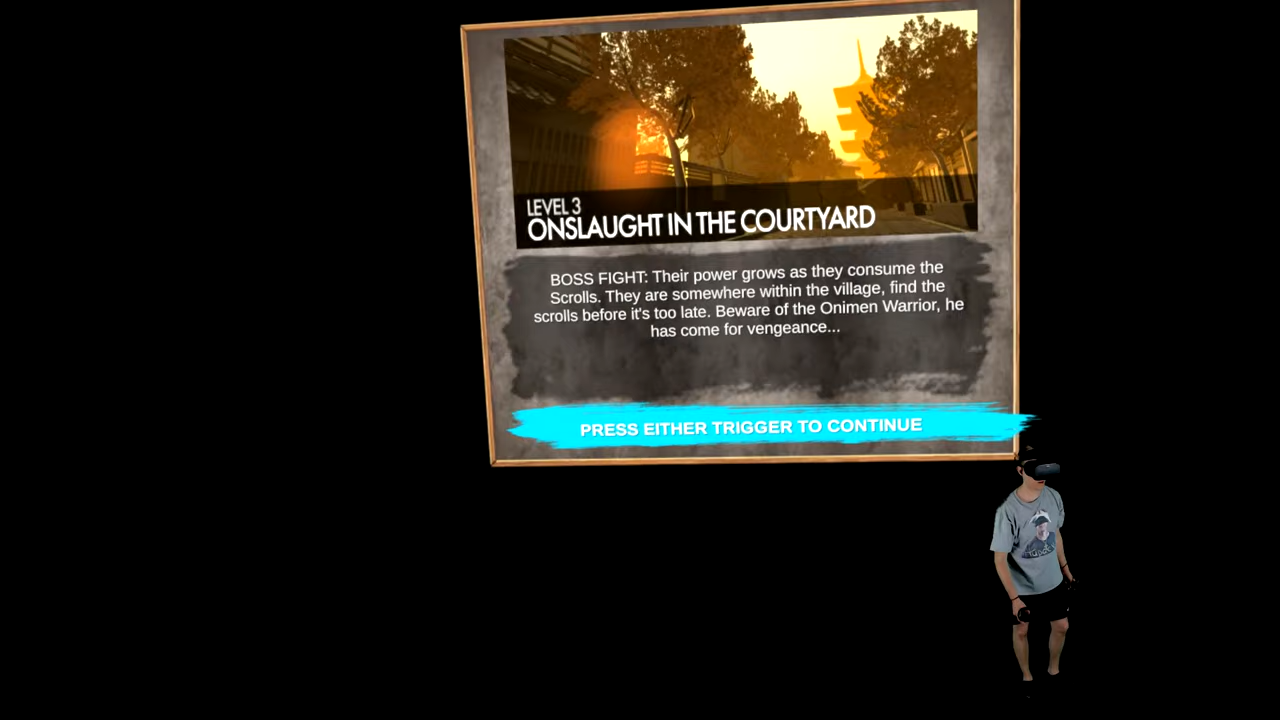 LEVEL 3
ONSLAUGHT IN THE COURTYARD
BOSS FIGHT: Their power grows as they consume the
Scrolls. They are somewhere within the village, find the
scrolls before it's too late. Beware of the Onimen Warrior, he
has come for vengeance...
PRESS EITHER TRIGGER TO CONTINUE